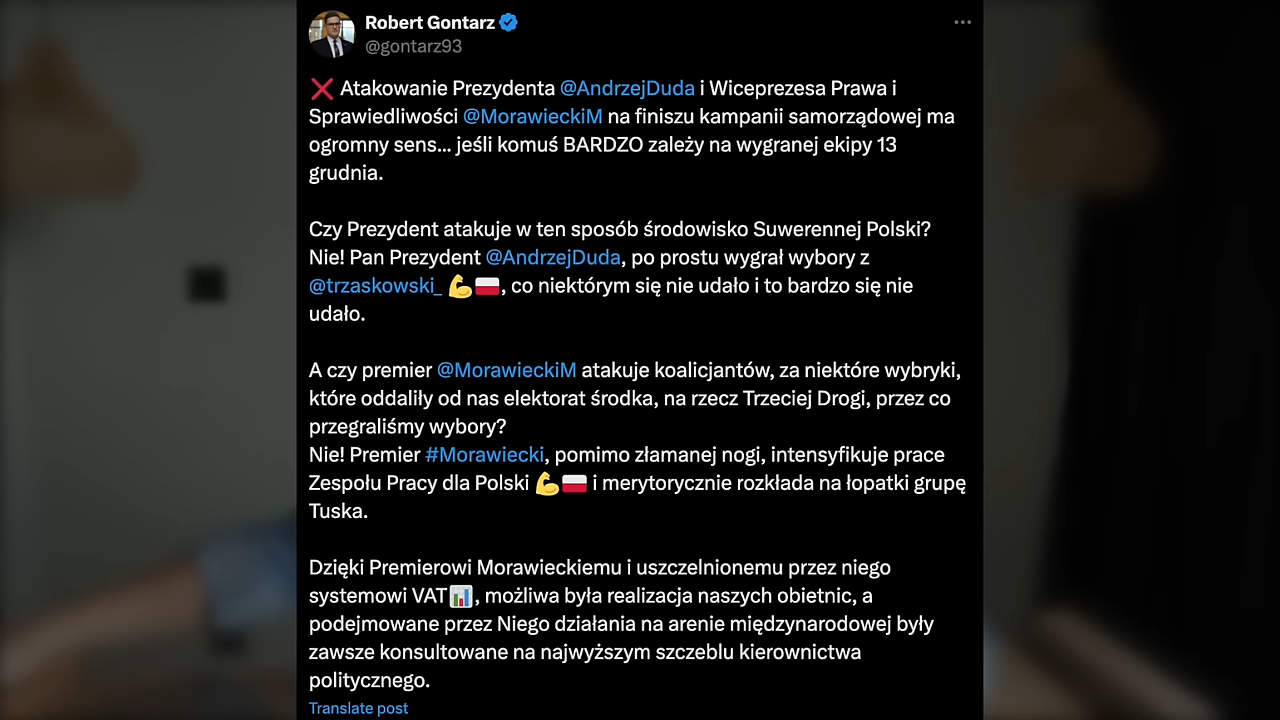 Robert Gontarz
@gontarz93
❌ Atakowanie Prezydenta @AndrzejDuda i Wiceprezesa Prawa i
Sprawiedliwości @MorawieckiM na finiszu kampanii samorządowej ma
ogromny sens... jeśli komuś BARDZO zależy na wygranej ekipy 13
grudnia.
Czy Prezydent atakuje w ten sposób środowisko Suwerennej Polski?
Nie! Pan Prezydent @AndrzejDuda, po prostu wygrał wybory z
@trzaskowski_ 💪🇵🇱, co niektórym się nie udało i to bardzo się nie
udało.
A czy premier @MorawieckiM atakuje koalicjantów, za niektóre wybryki,
które oddaliły od nas elektorat środka, na rzecz Trzeciej Drogi, przez co
przegraliśmy wybory?
Nie! Premier #Morawiecki, pomimo złamanej nogi, intensyfikuje prace
Zespołu Pracy dla Polski 💪🇵🇱 i merytorycznie rozkłada na łopatki grupę
Tuska.
Dzięki Premierowi Morawieckiemu i uszczelnionemu przez niego
systemowi VAT📊, możliwa była realizacja naszych obietnic, a
podejmowane przez Niego działania na arenie międzynarodowej były
zawsze konsultowane na najwyższym szczeblu kierownictwa
politycznego.
Translate post